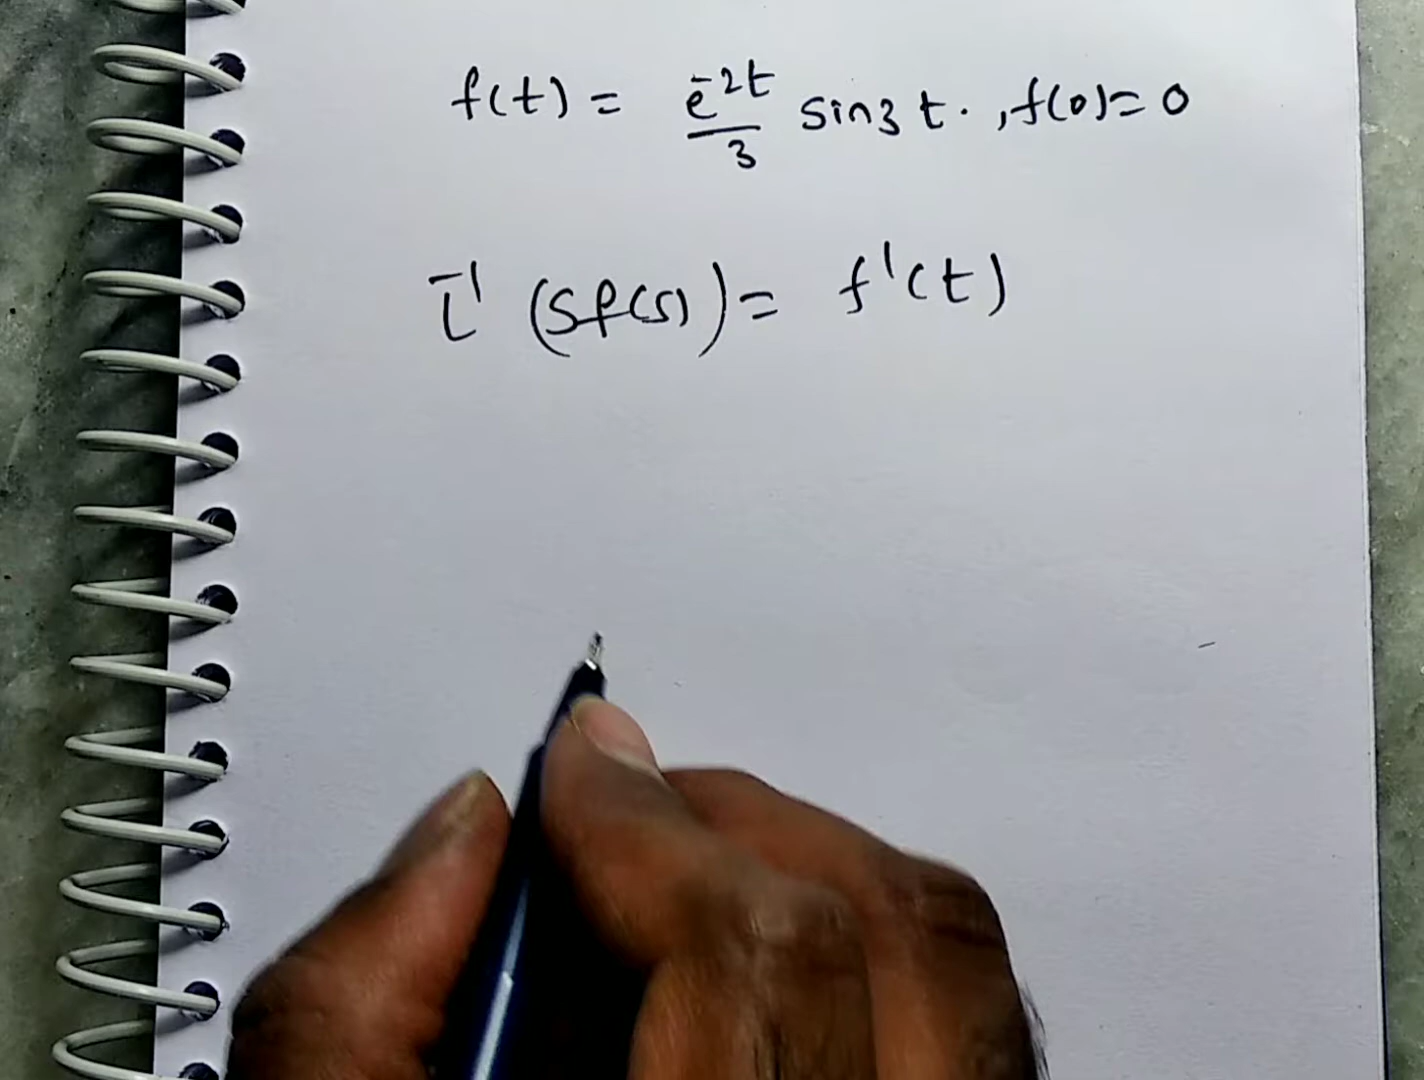 f(t) = e^-2t/3 sin3t. , f(0) = 0
L^-1 (sf(s)) = f'(t)